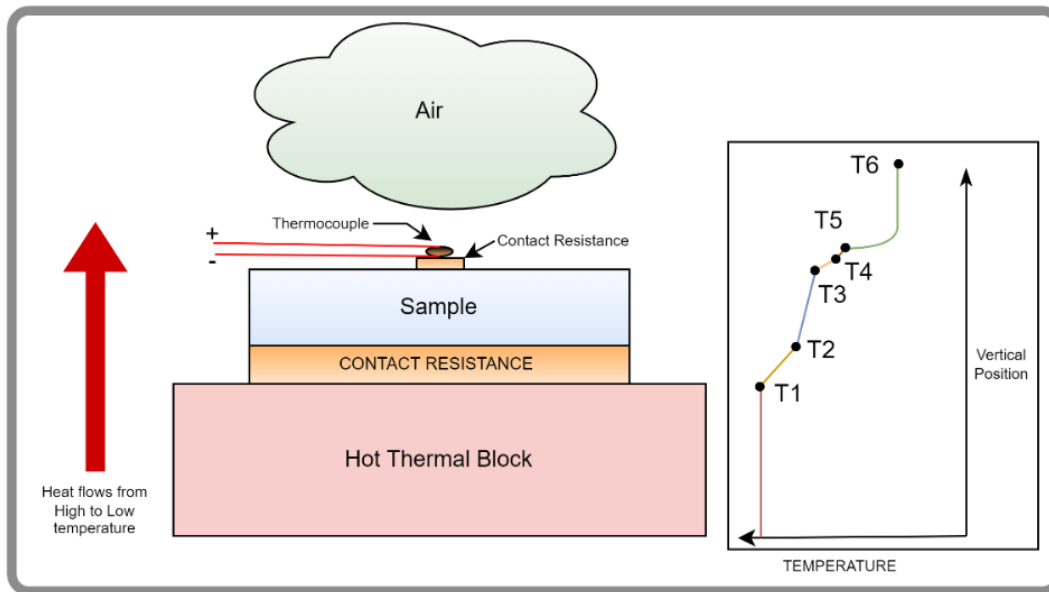 Air
Thermocouple
Contact Resistance
+
-
Sample
CONTACT RESISTANCE
Hot Thermal Block
Heat flows from
High to Low
temperature
T6
T5
T4
T3
T2
T1
Vertical
Position
TEMPERATURE